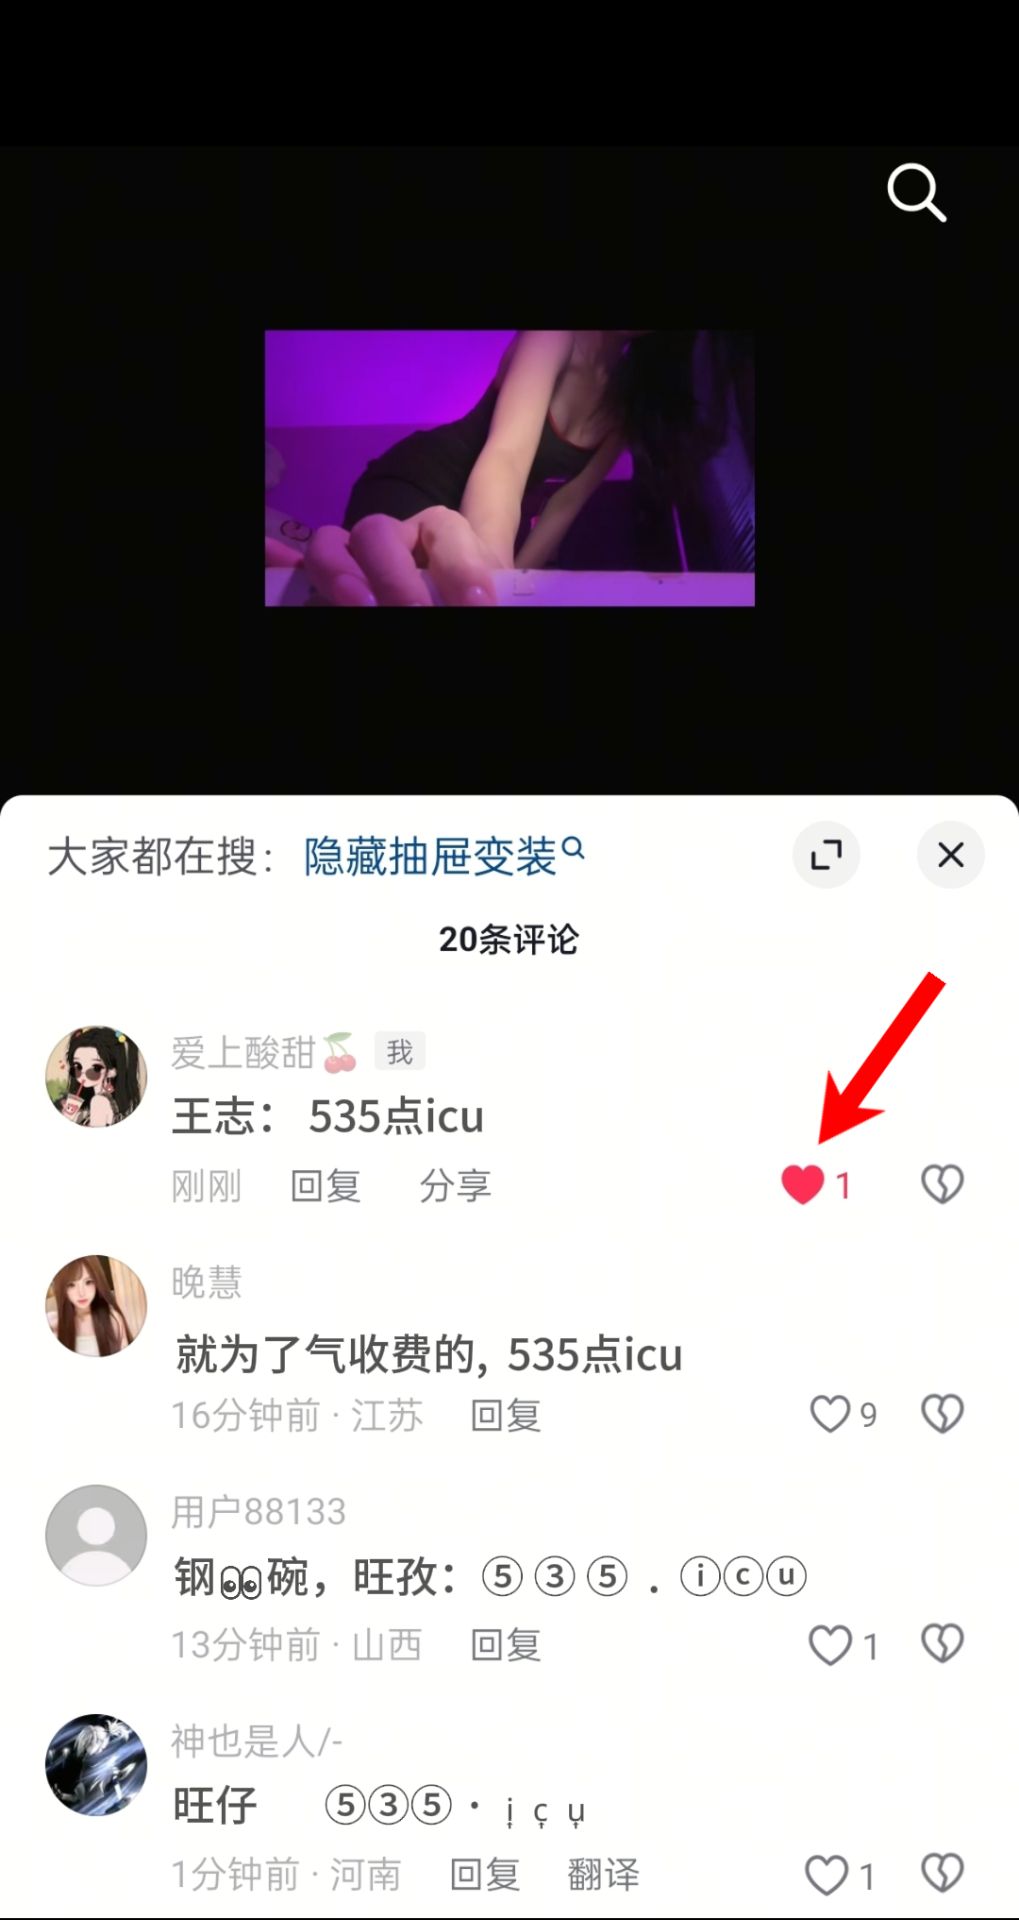 大家都在搜： 隐藏抽屉变装
20条评论
爱上酸甜🍒 我
王志： 535点icu
刚刚 回复 分享 1
晚慧
就为了气收费的, 535点icu
16分钟前 · 江苏 回复 9
用户88133
钢👀碗，旺孜：⑤③⑤ . ⓘⓒⓤ
13分钟前 · 山西 回复 1
神也是人/-
旺仔 ⑤③⑤ · i̩ c̩ u̩
1分钟前 · 河南 回复 翻译 1